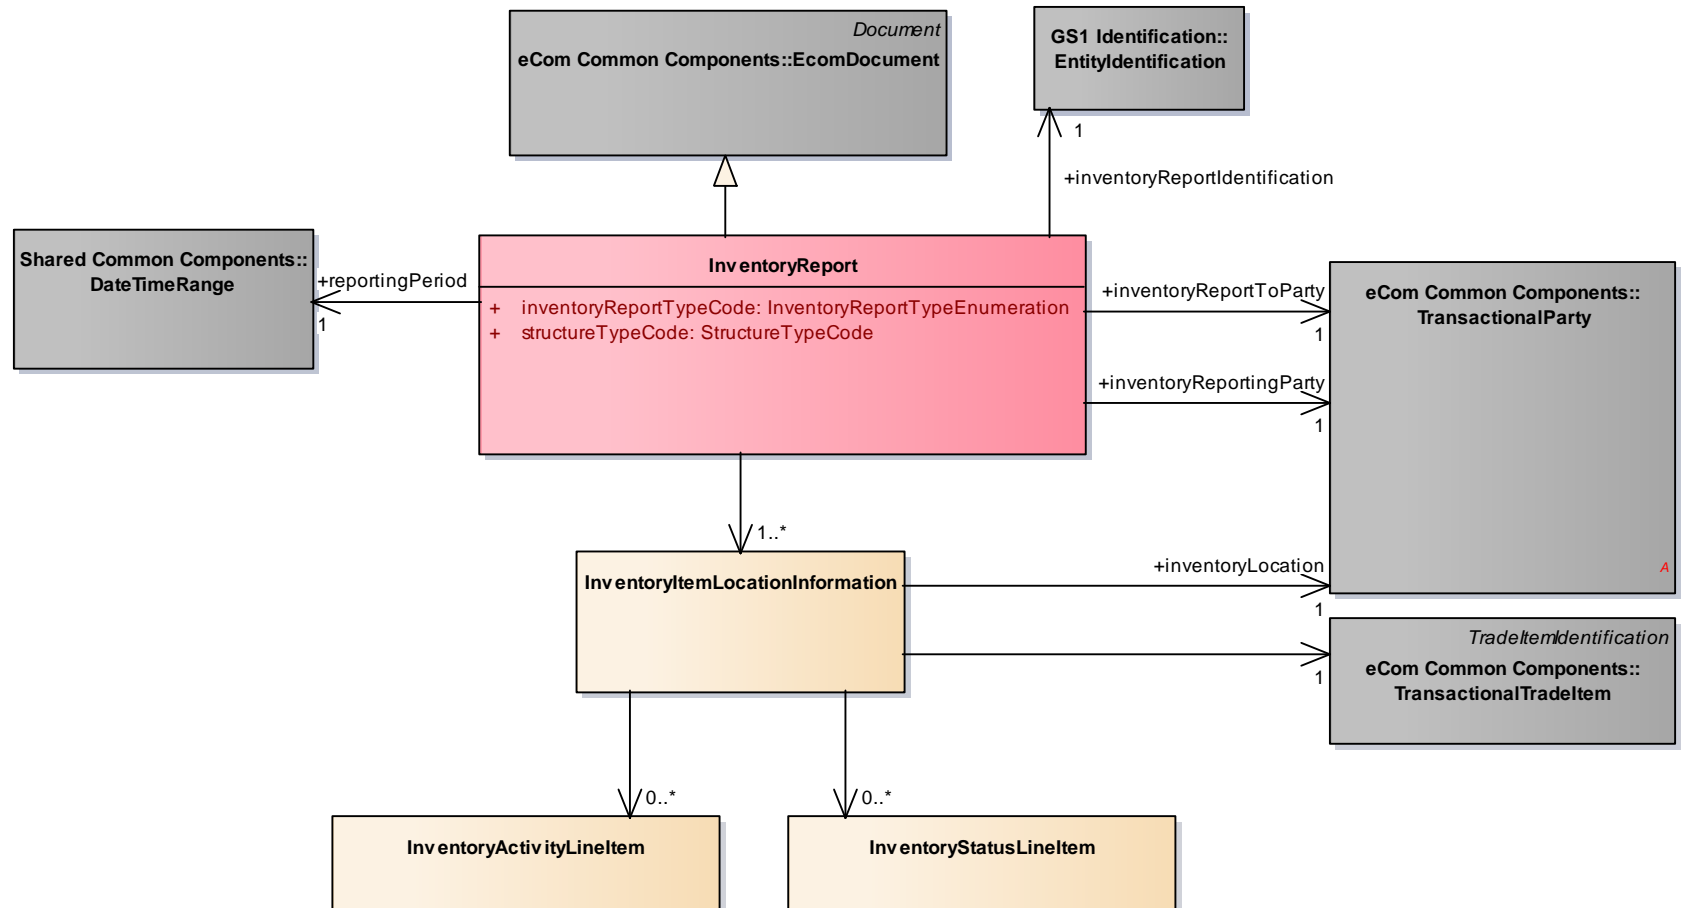 Document
eCom Common Components::EcomDocument
GS1 Identification::
EntityIdentification
1
+inventoryReportIdentification
Shared Common Components::
DateTimeRange
+reportingPeriod
1
InventoryReport
+ inventoryReportTypeCode: InventoryReportTypeEnumeration
+ structureTypeCode: StructureTypeCode
+inventoryReportToParty
1
+inventoryReportingParty
1
eCom Common Components::
TransactionalParty
A
1..*
InventoryItemLocationInformation
+inventoryLocation
1
1
TradeItemIdentification
eCom Common Components::
TransactionalTradeItem
0..*
0..*
InventoryActivityLineItem
InventoryStatusLineItem